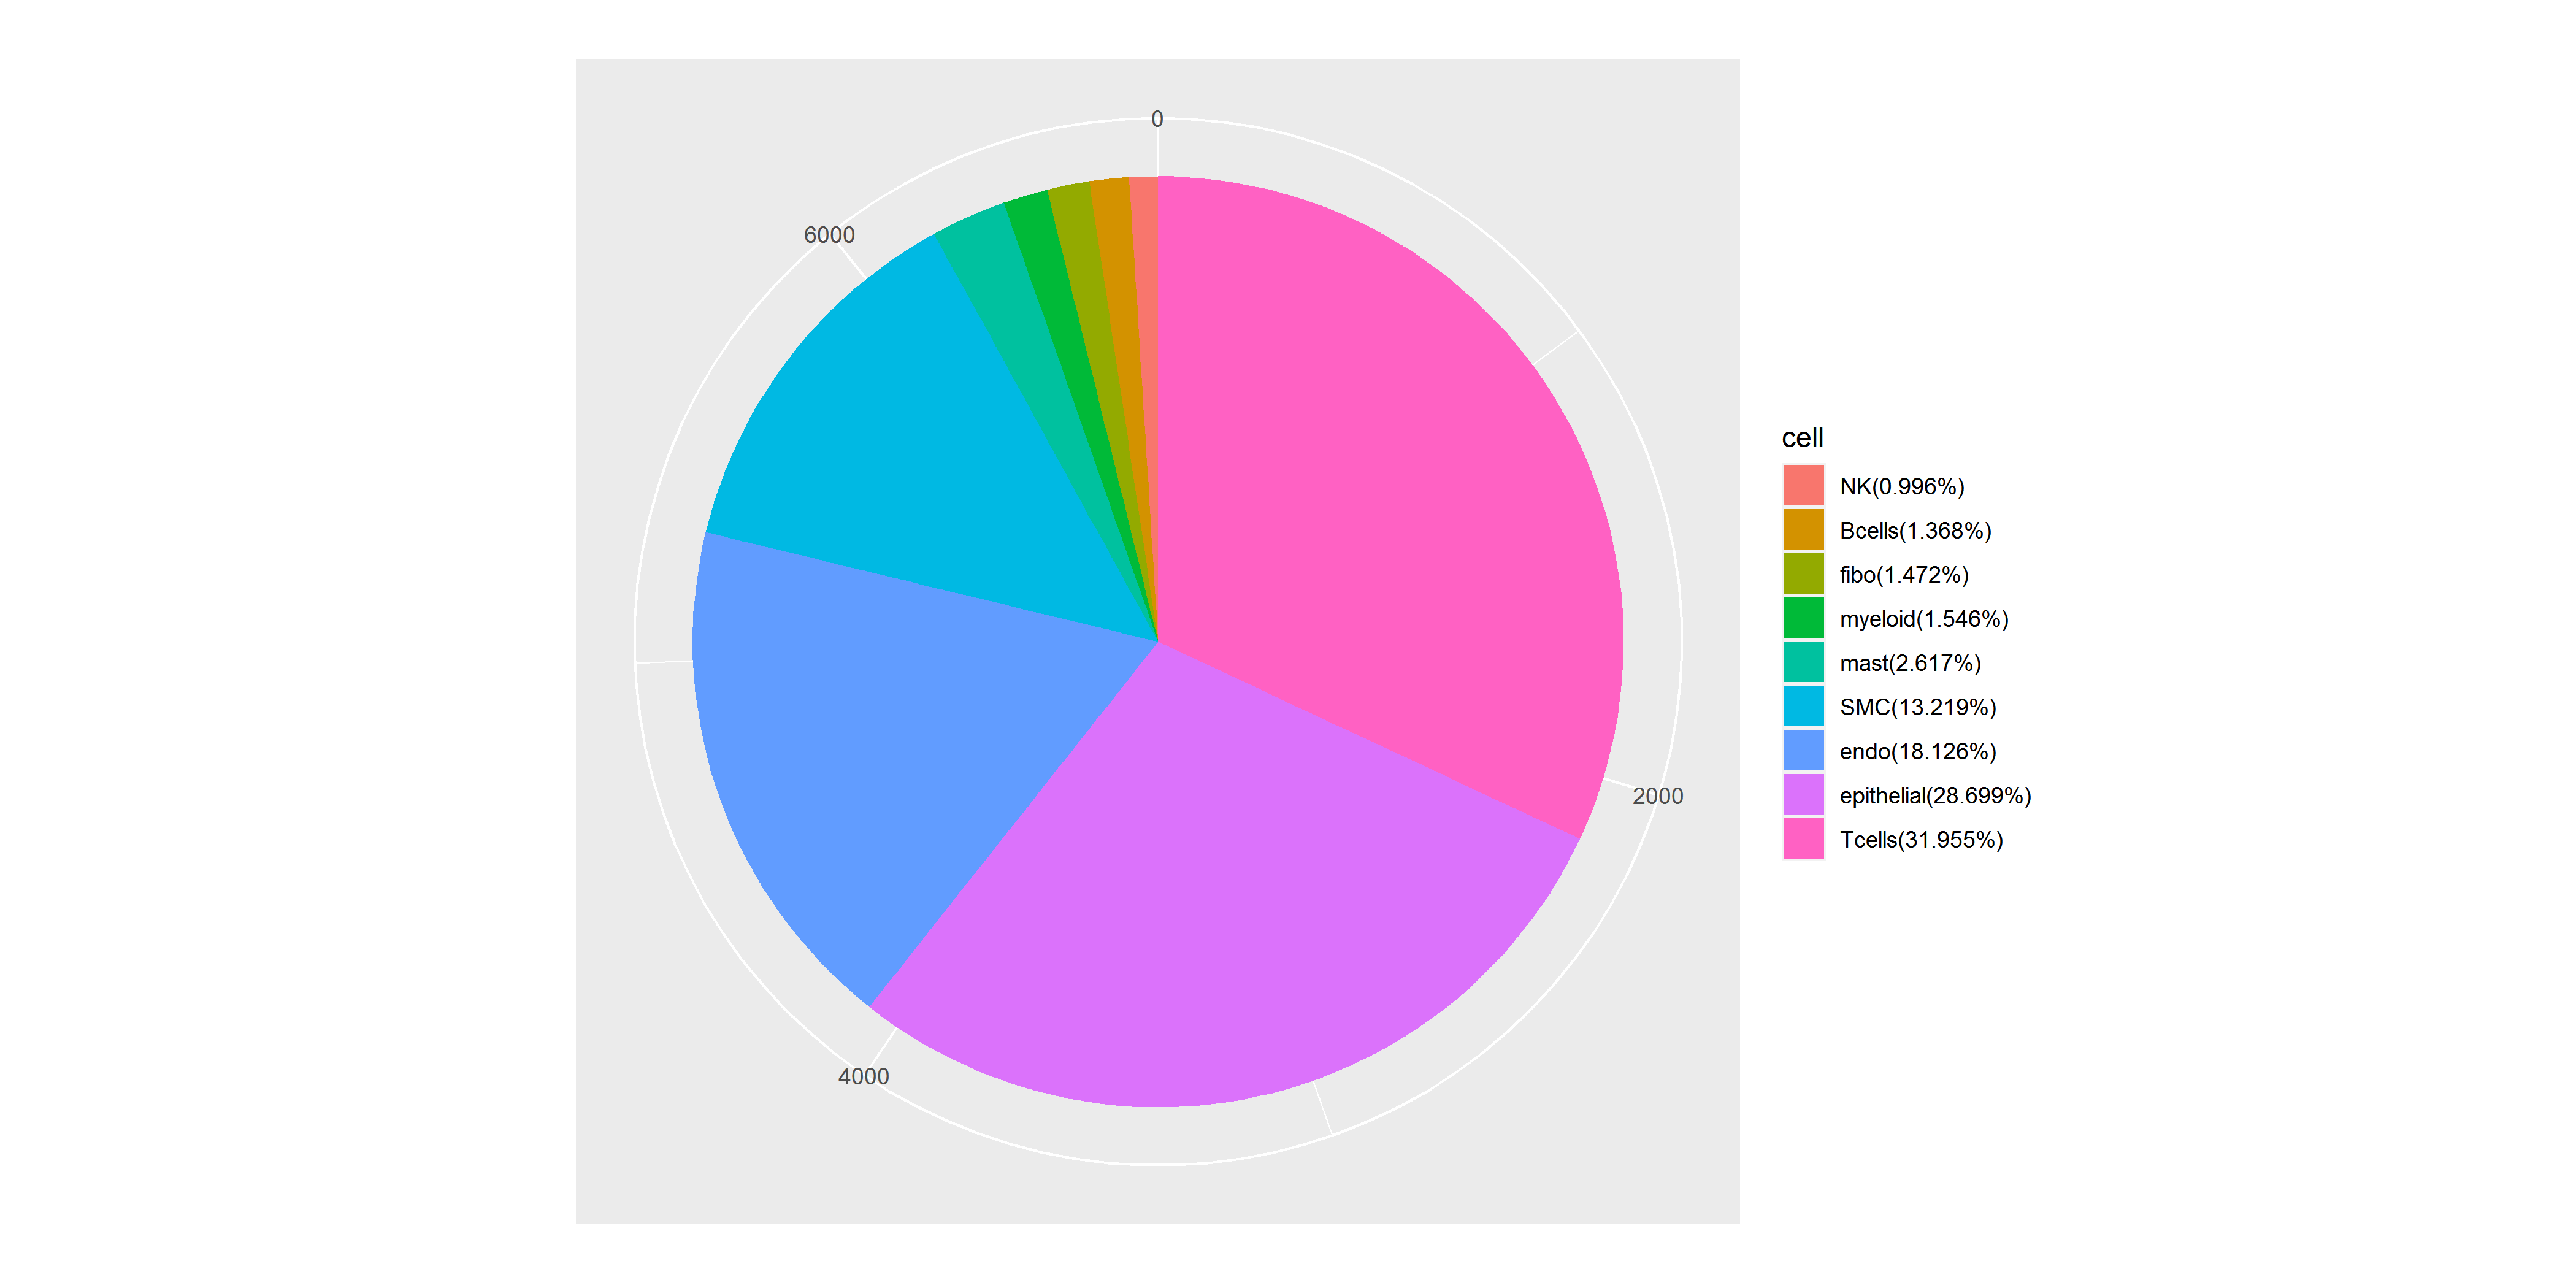 0
6000
2000
4000
cell
NK(0.996%)
Bcells(1.368%)
fibo(1.472%)
myeloid(1.546%)
mast(2.617%)
SMC(13.219%)
endo(18.126%)
epithelial(28.699%)
Tcells(31.955%)